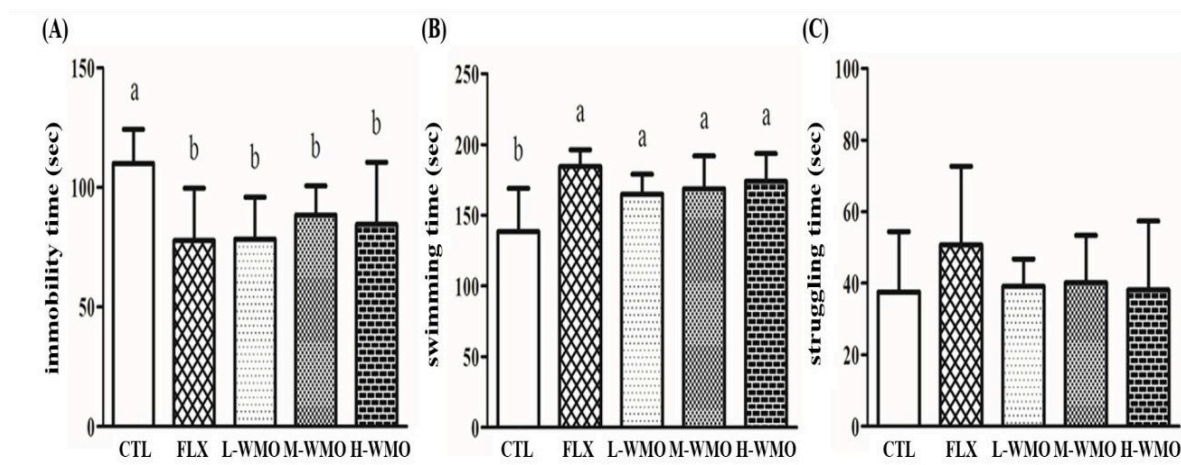 (A)
immobility time (sec)
150
100
50
0
a
b
b
b
b
CTL FLX L-WMO M-WMO H-WMO
(B)
swimming time (sec)
250
200
150
100
50
0
b
a
a
a
a
CTL FLX L-WMO M-WMO H-WMO
(C)
struggling time (sec)
100
80
60
40
20
0
CTL FLX L-WMO M-WMO H-WMO